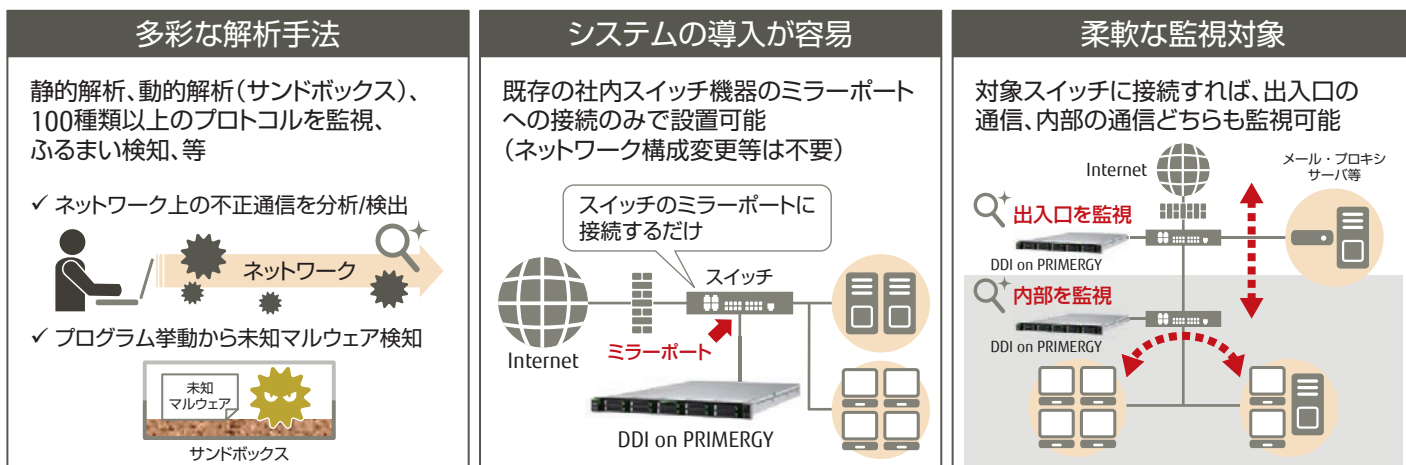 多彩な解析手法
静的解析、動的解析（サンドボックス）、
100種類以上のプロトコルを監視、
ふるまい検知、等
✓ ネットワーク上の不正通信を分析/検出
ネットワーク
✓ プログラム挙動から未知マルウェア検知
未知
マルウェア
サンドボックス
システムの導入が容易
既存の社内スイッチ機器のミラーポート
への接続のみで設置可能
（ネットワーク構成変更等は不要）
スイッチのミラーポートに
接続するだけ
スイッチ
Internet
ミラーポート
DDI on PRIMERGY
柔軟な監視対象
対象スイッチに接続すれば、出入口の
通信、内部の通信どちらも監視可能
Internet
メール・プロキシ
サーバ等
出入口を監視
DDI on PRIMERGY
内部を監視
DDI on PRIMERGY